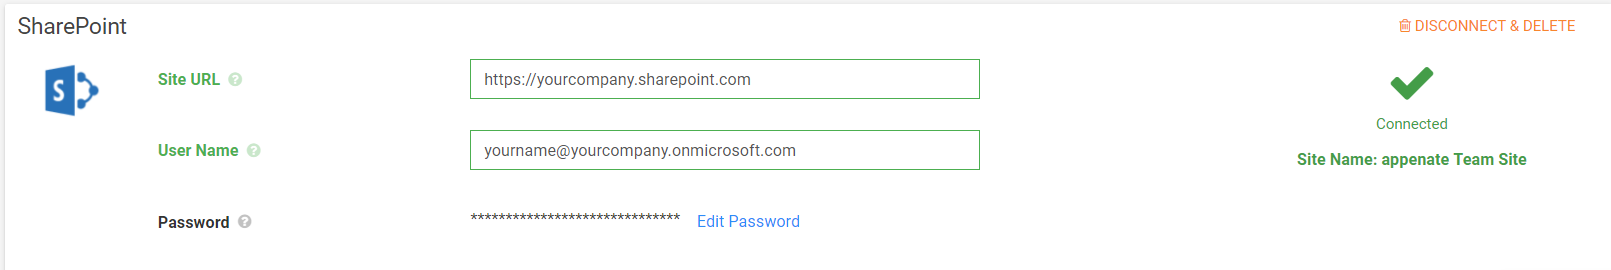 SharePoint
DISCONNECT & DELETE
S
Site URL ?
https://yourcompany.sharepoint.com
Connected
User Name ?
yourname@yourcompany.onmicrosoft.com
Site Name: appenate Team Site
Password ?
****************************** Edit Password